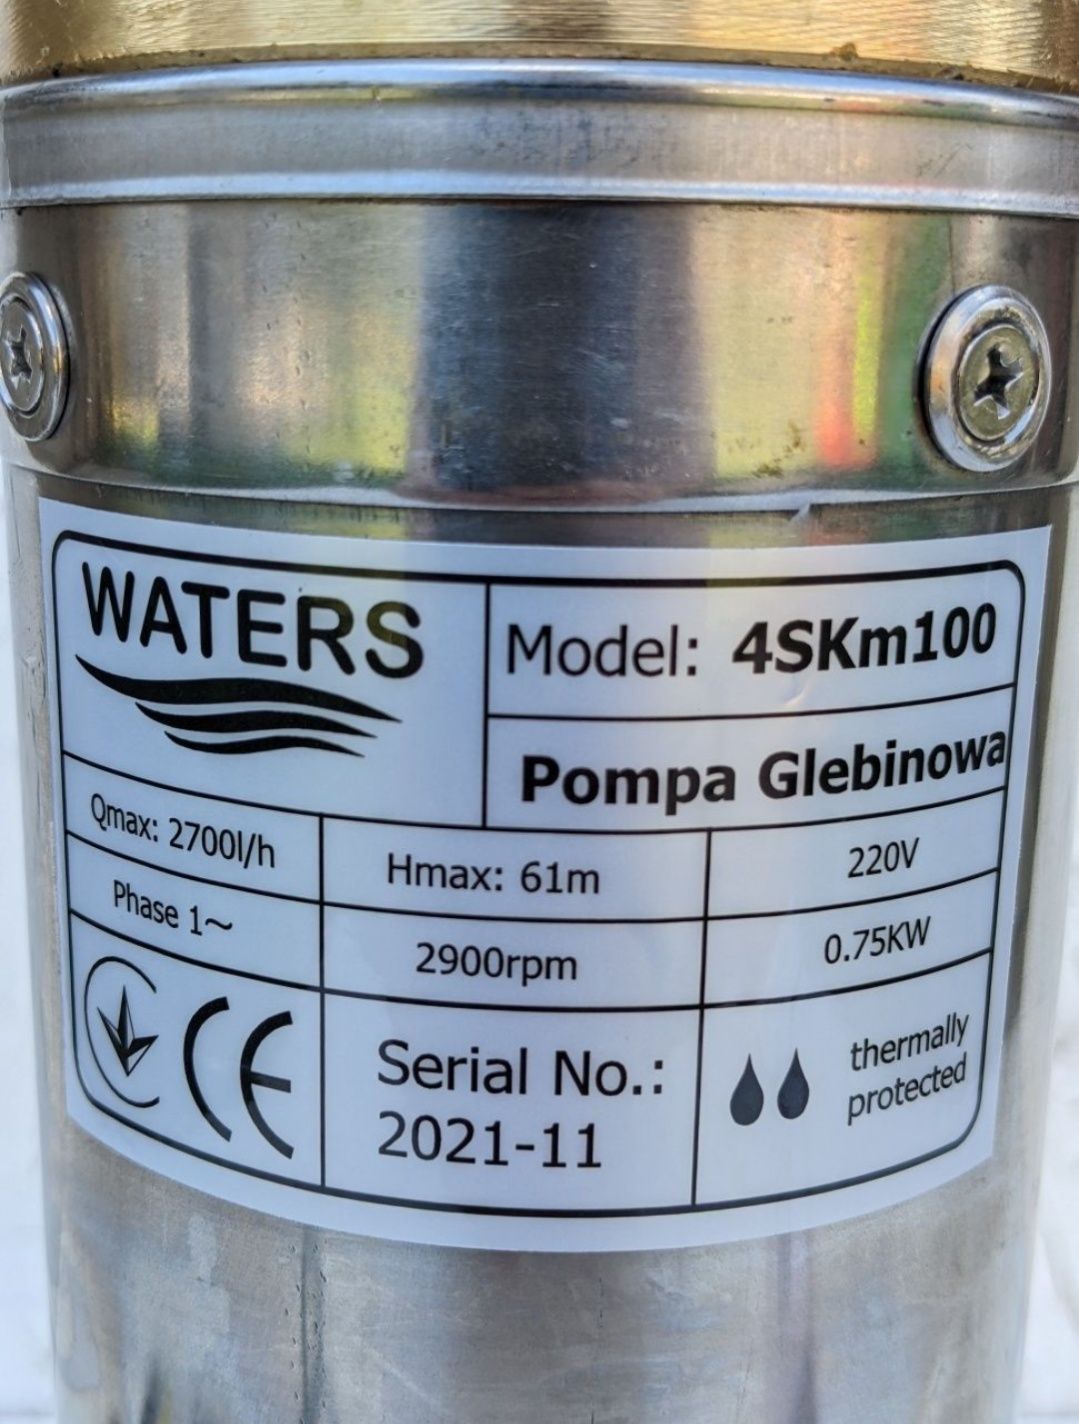 WATERS
Model: 4SKm100
Pompa Glebinowa
Qmax: 2700l/h
Hmax: 61m
220V
Phase 1~
2900rpm
0.75KW
CE
Serial No.:
2021-11
thermally
protected